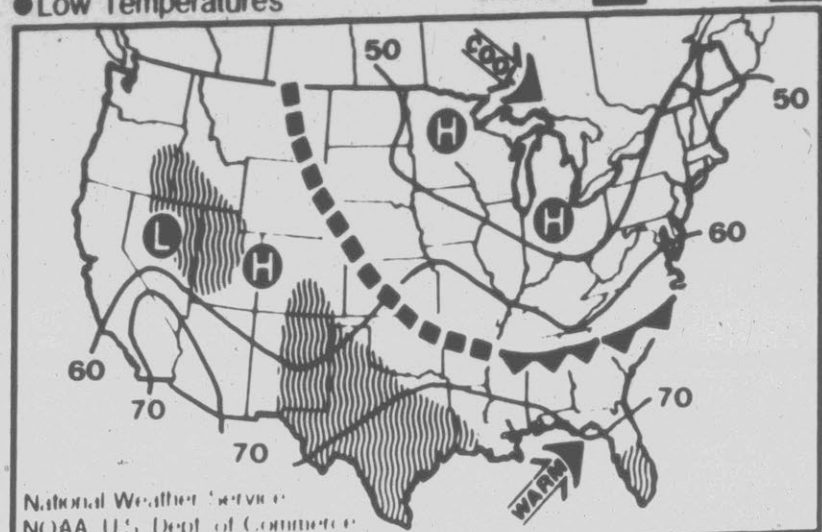 ●Low Temperatures
50
COOL
50
H
H
60
L
H
60
70
70
70
WARM
National Weather Service
NOAA, U.S. Dept. of Commerce